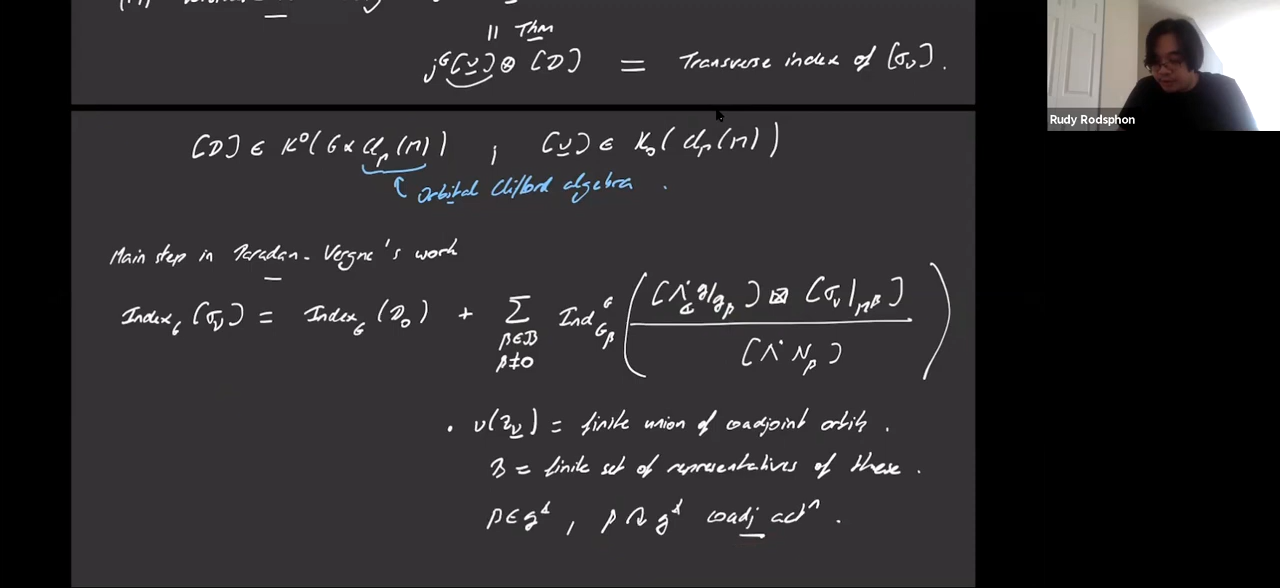 || Thm
j^G[ν] ⊗ [D] = Transverse index of [σ_ν].
Rudy Rodsphon
[D] ∈ K^0(G ⋉ Cl_Γ(M)) ; [ν] ∈ K_0(Cl_Γ(M))
Orbital Clifford algebra.
Main step in Paradan-Vergne's work
Index_G[σ_ν] = Index_G(D_0) + Σ_{β∈B, β≠0} Ind^G_{G_β} ( [Λ^•_ℂ g/g_β] ⊠ [σ_ν|_{M^β}] / [Λ^• N_β] )
• ν(Z_ν) = finite union of coadjoint orbits.
B = finite set of representatives of these.
β ∈ g^*, β ↷ g^* coadj act^n.